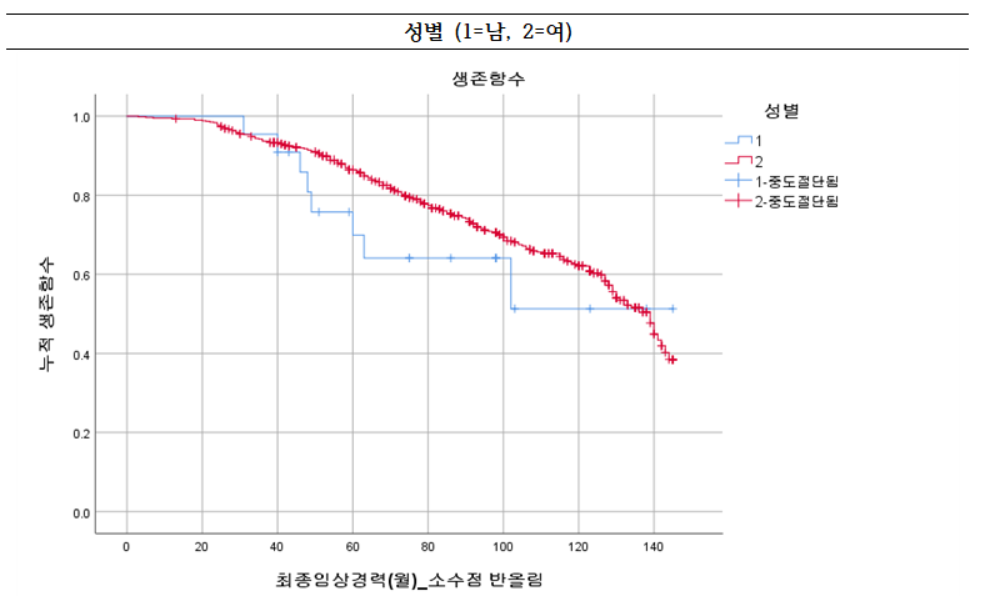 성별 (1=남, 2=여)
생존함수
성별
1
2
1-중도절단됨
2-중도절단됨
누적 생존함수
1.0
0.8
0.6
0.4
0.2
0.0
0 20 40 60 80 100 120 140
최종임상경력(월)_소수점 반올림